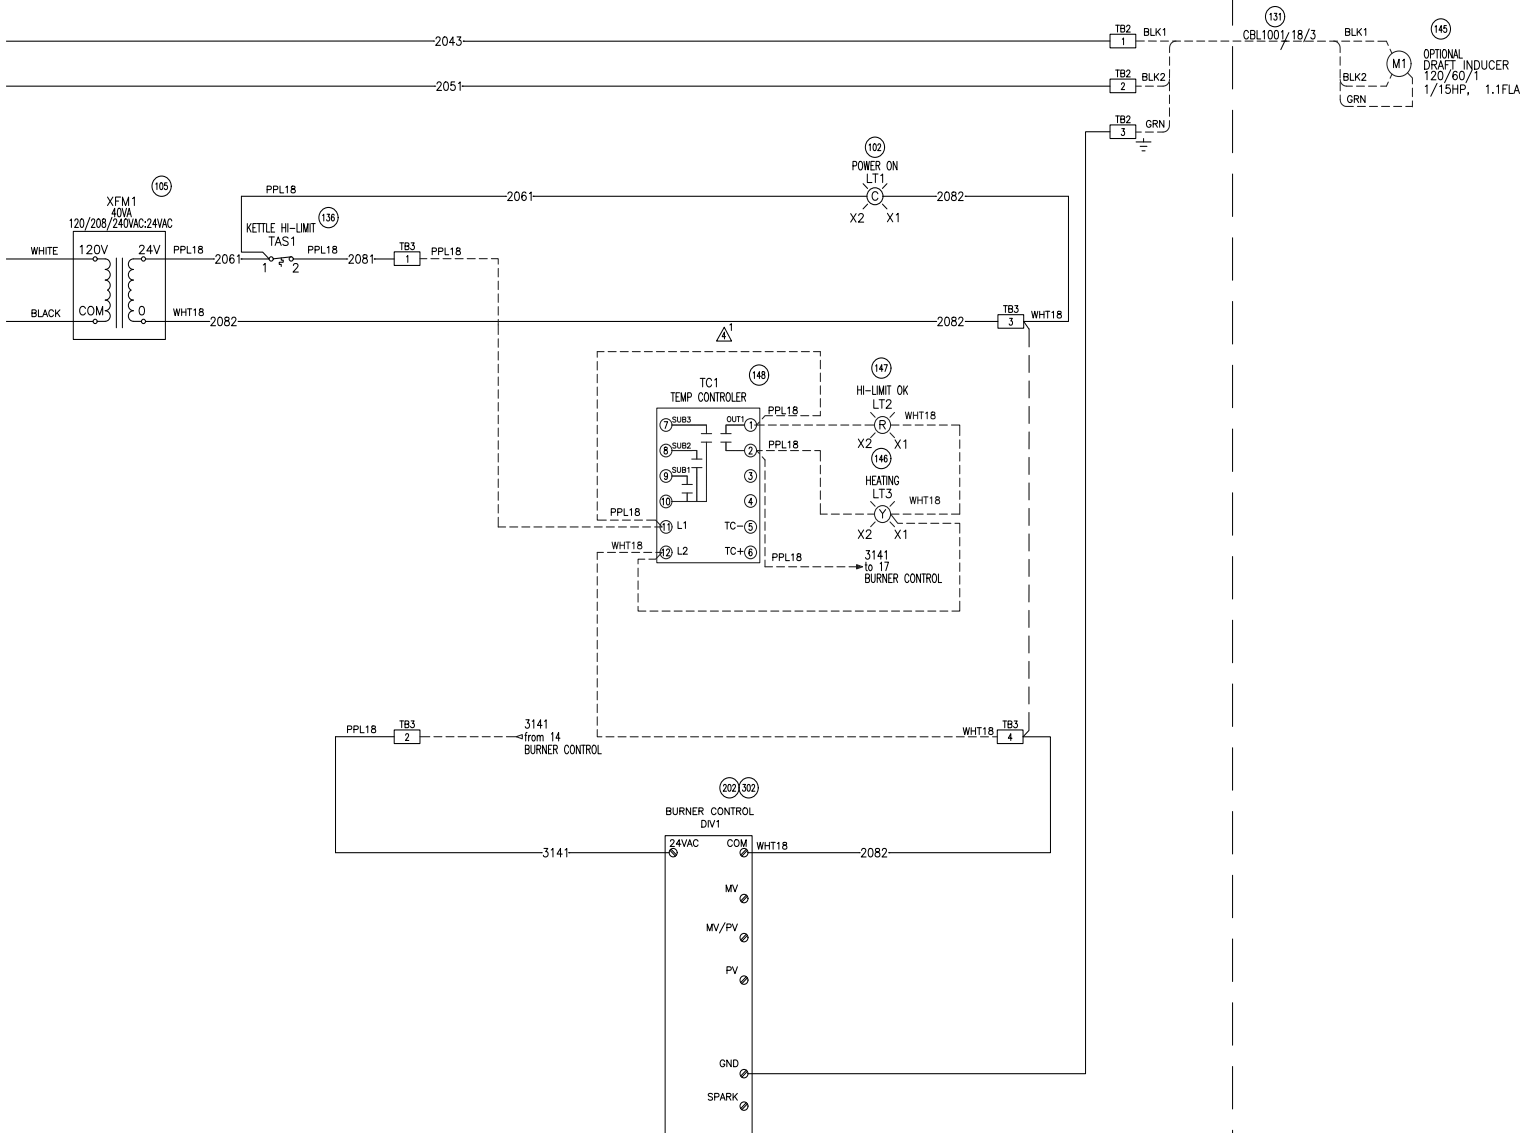 131
145
2043
TB2
1
BLK1
CBL1001/18/3
BLK1
M1
OPTIONAL
DRAFT INDUCER
120/60/1
1/15HP, 1.1FLA
2051
TB2
2
BLK2
BLK2
GRN
TB2
3
GRN
102
POWER ON
LT1
PPL18
2061
C
2082
X2
X1
105
XFM1
40VA
120/208/240VAC:24VAC
136
KETTLE HI-LIMIT
TAS1
WHITE
120V
24V
PPL18
2061
1
2
PPL18
2081
TB3
1
PPL18
BLACK
COM
0
WHT18
2082
2082
TB3
3
WHT18
4
1
TC1
148
TEMP CONTROLER
147
HI-LIMIT OK
LT2
7
SUB3
OUT1
1
PPL18
R
WHT18
X2
X1
8
SUB2
2
PPL18
146
HEATING
LT3
9
SUB1
3
10
4
WHT18
Y
X2
X1
PPL18
11
L1
TC-
5
WHT18
12
L2
TC+
6
PPL18
3141
to 17
BURNER CONTROL
PPL18
TB3
2
3141
from 14
BURNER CONTROL
WHT18
TB3
4
202
302
BURNER CONTROL
DIV1
3141
24VAC
COM
WHT18
2082
MV
MV/PV
PV
GND
SPARK